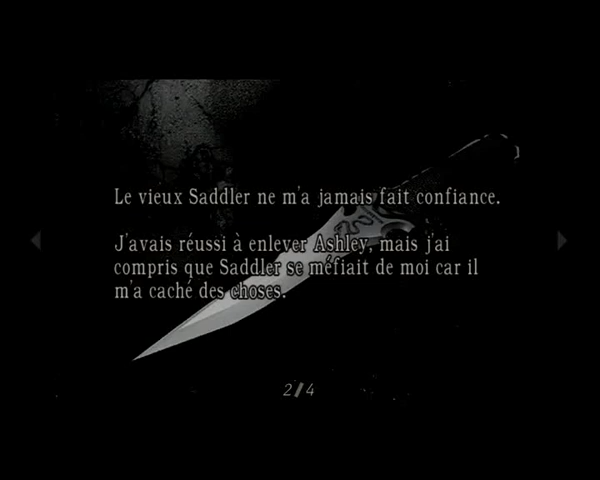 Le vieux Saddler ne m'a jamais fait confiance.
J'avais réussi à enlever Ashley, mais j'ai
compris que Saddler se méfiait de moi car il
m'a caché des choses.
2/4